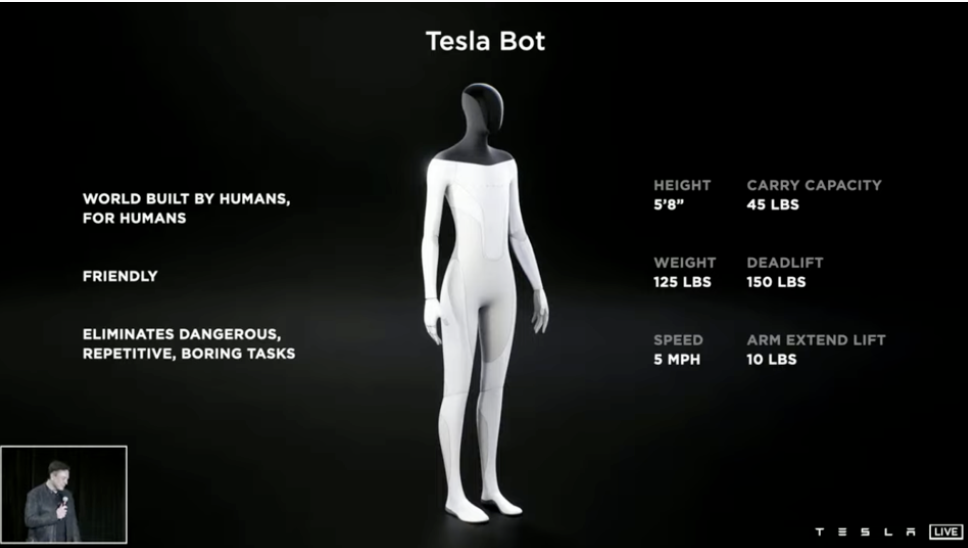 Tesla Bot
WORLD BUILT BY HUMANS,
FOR HUMANS
FRIENDLY
ELIMINATES DANGEROUS,
REPETITIVE, BORING TASKS
HEIGHT
5'8"
CARRY CAPACITY
45 LBS
WEIGHT
125 LBS
DEADLIFT
150 LBS
SPEED
5 MPH
ARM EXTEND LIFT
10 LBS
TESLA LIVE